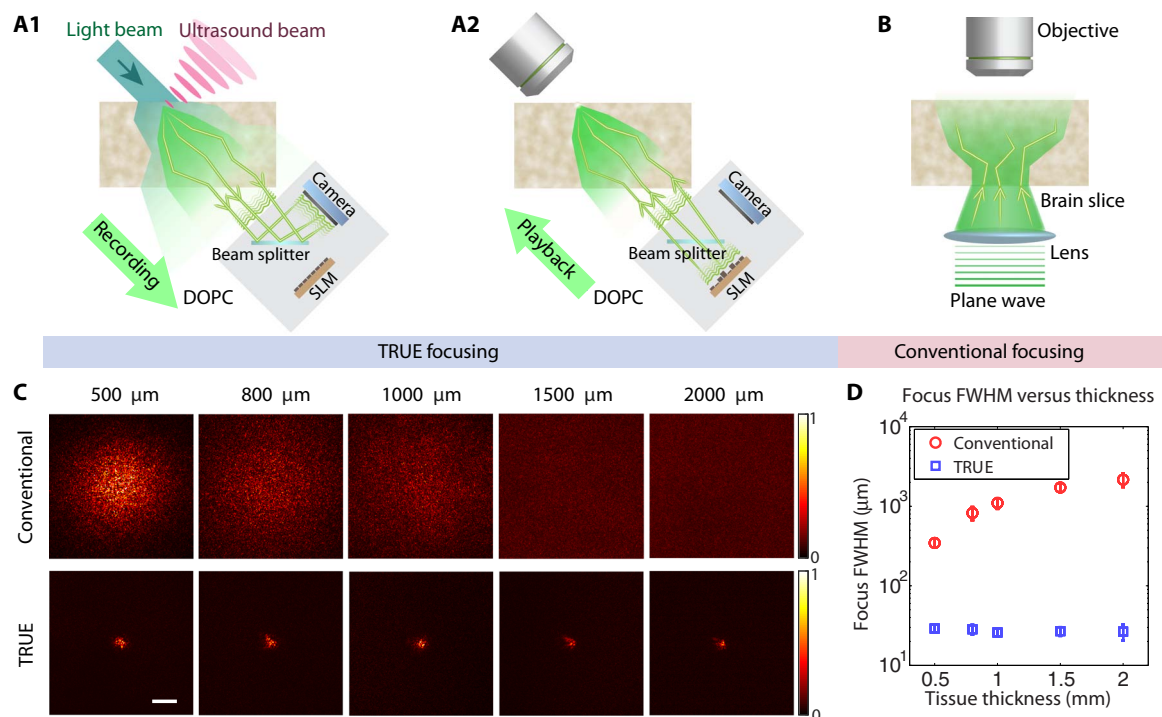 A1
Light beam
Ultrasound beam
Camera
Beam splitter
SLM
Recording
DOPC
A2
Camera
Beam splitter
SLM
Playback
DOPC
B
Objective
Brain slice
Lens
Plane wave
TRUE focusing
Conventional focusing
C
500 μm
800 μm
1000 μm
1500 μm
2000 μm
Conventional
1
0
TRUE
1
0
D
Focus FWHM versus thickness
Focus FWHM (μm)
10⁴
10³
10²
10¹
Conventional
TRUE
0.5
1
1.5
2
Tissue thickness (mm)